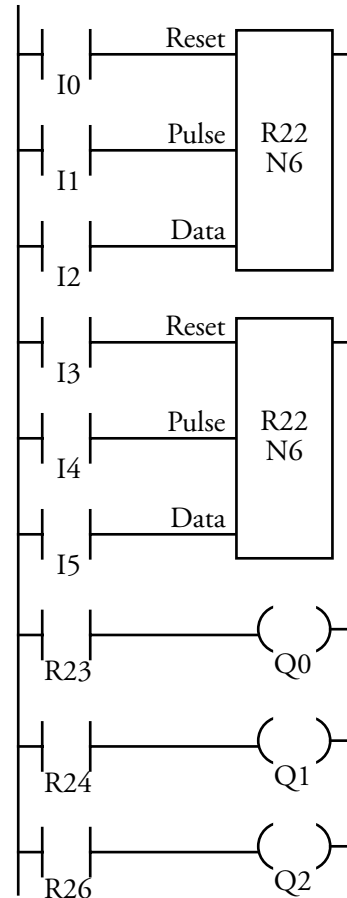 Reset
I0
Pulse
R22
N6
I1
Data
I2
Reset
I3
Pulse
R22
N6
I4
Data
I5
R23
Q0
R24
Q1
R26
Q2